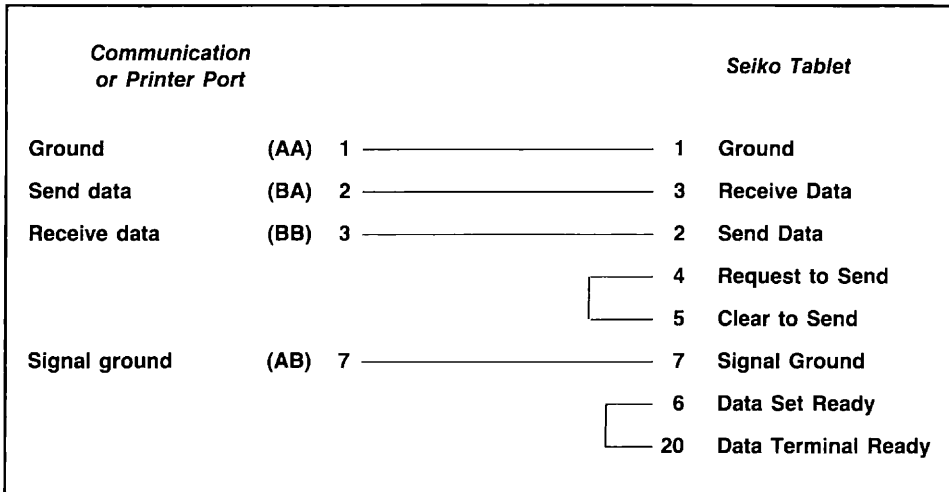 Communication
or Printer Port
Seiko Tablet
Ground (AA) 1 1 Ground
Send data (BA) 2 3 Receive Data
Receive data (BB) 3 2 Send Data
4 Request to Send
5 Clear to Send
Signal ground (AB) 7 7 Signal Ground
6 Data Set Ready
20 Data Terminal Ready